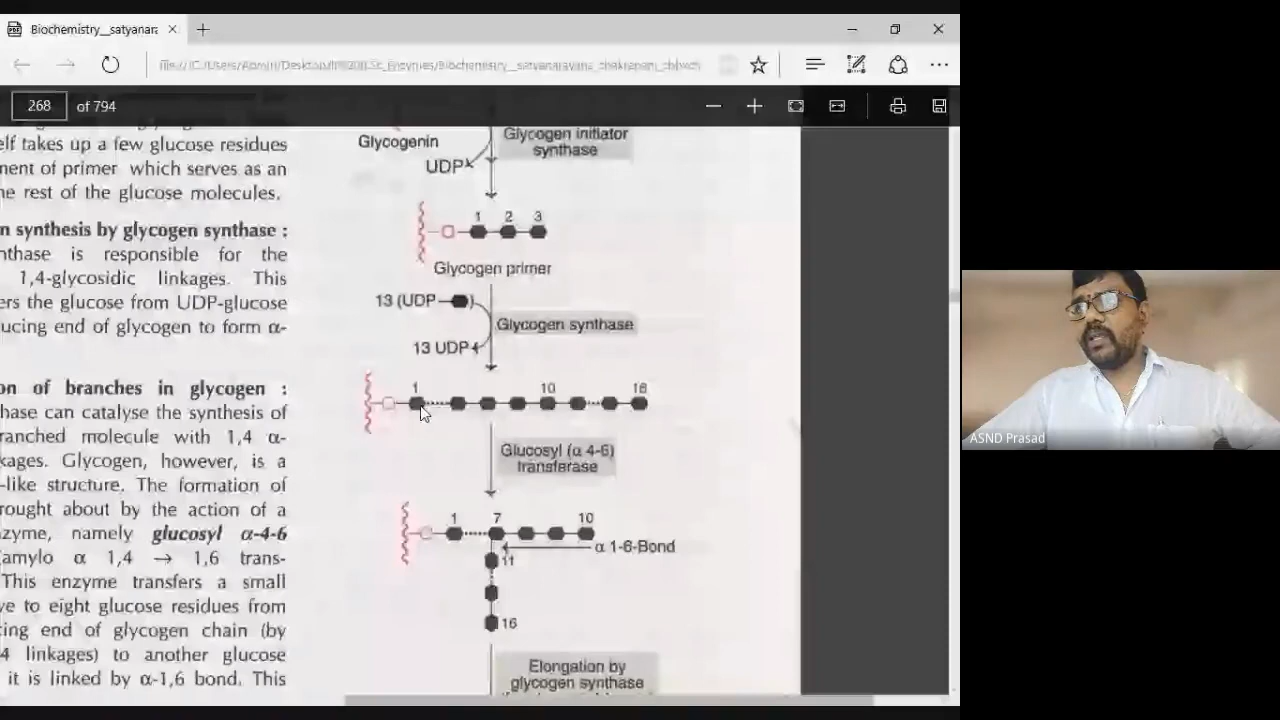 Biochemistry_satyanara
268 of 794
elf takes up a few glucose residues
ment of primer which serves as an
he rest of the glucose molecules.
n synthesis by glycogen synthase :
nthase is responsible for the
1,4-glycosidic linkages. This
ers the glucose from UDP-glucose
ducing end of glycogen to form α-
on of branches in glycogen :
hase can catalyse the synthesis of
ranched molecule with 1,4 α-
kages. Glycogen, however, is a
-like structure. The formation of
rought about by the action of a
nzyme, namely glucosyl α-4-6
(amylo α 1,4 → 1,6 trans-
This enzyme transfers a small
ve to eight glucose residues from
cing end of glycogen chain (by
4 linkages) to another glucose
it is linked by α-1,6 bond. This
Glycogenin
Glycogen initiator
synthase
UDP
1 2 3
Glycogen primer
13 (UDP
Glycogen synthase
13 UDP
1 10 16
Glucosyl (α 4-6)
transferase
1 7 10
α 1-6-Bond
11
16
Elongation by
glycogen synthase
ASND Prasad